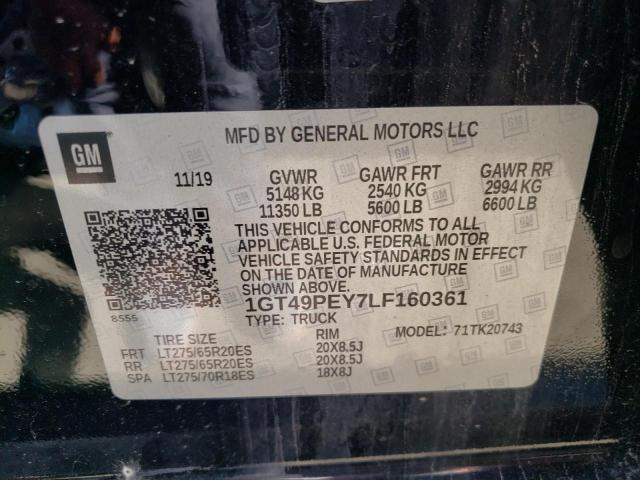 GM
MFD BY GENERAL MOTORS LLC
11/19 GVWR GAWR FRT GAWR RR
5148 KG 2540 KG 2994 KG
11350 LB 5600 LB 6600 LB
THIS VEHICLE CONFORMS TO ALL
APPLICABLE U.S. FEDERAL MOTOR
VEHICLE SAFETY STANDARDS IN EFFECT
ON THE DATE OF MANUFACTURE
SHOWN ABOVE.
8555 1GT49PEY7LF160361
TYPE: TRUCK MODEL: 71TK20743
TIRE SIZE RIM
FRT LT275/65R20ES 20X8.5J
RR LT275/65R20ES 20X8.5J
SPA LT275/70R18ES 18X8J